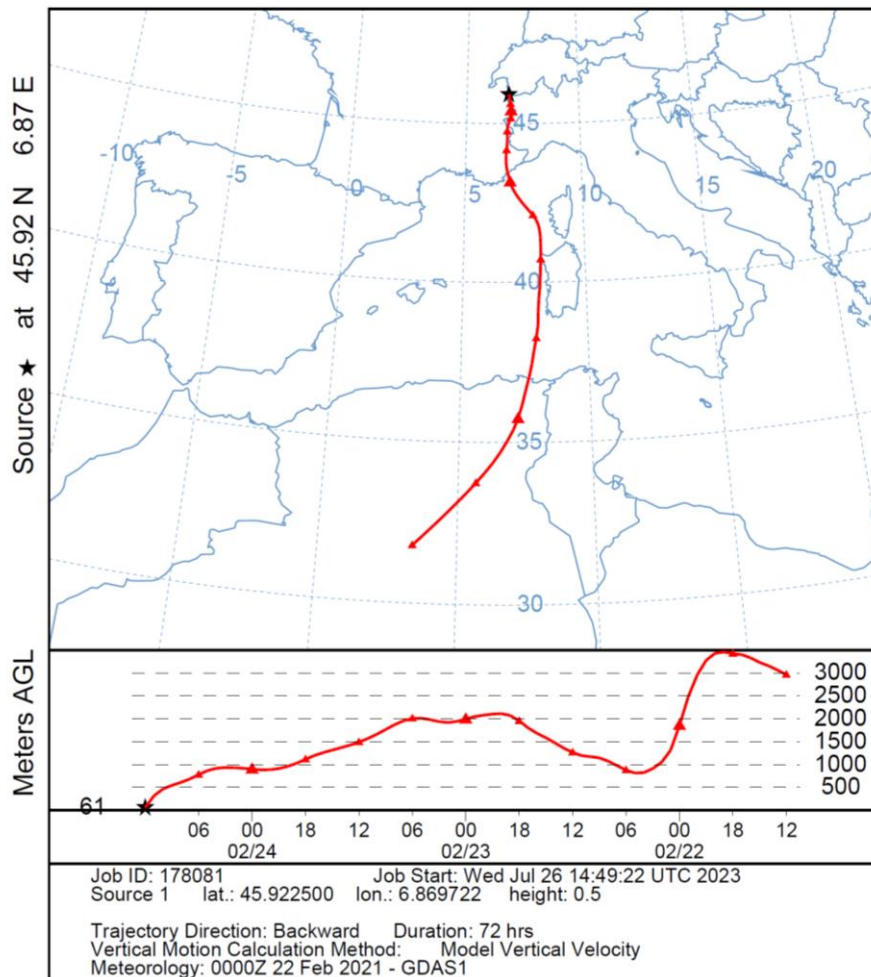 Source ★ at 45.92 N 6.87 E
45
-10
-5
0
5
10
15
20
40
35
30
Meters AGL
3000
2500
2000
1500
1000
500
61
06 00 18 12 06 00 18 12 06 00 18 12
02/24 02/23 02/22
Job ID: 178081 Job Start: Wed Jul 26 14:49:22 UTC 2023
Source 1 lat.: 45.922500 lon.: 6.869722 height: 0.5
Trajectory Direction: Backward Duration: 72 hrs
Vertical Motion Calculation Method: Model Vertical Velocity
Meteorology: 0000Z 22 Feb 2021 - GDAS1